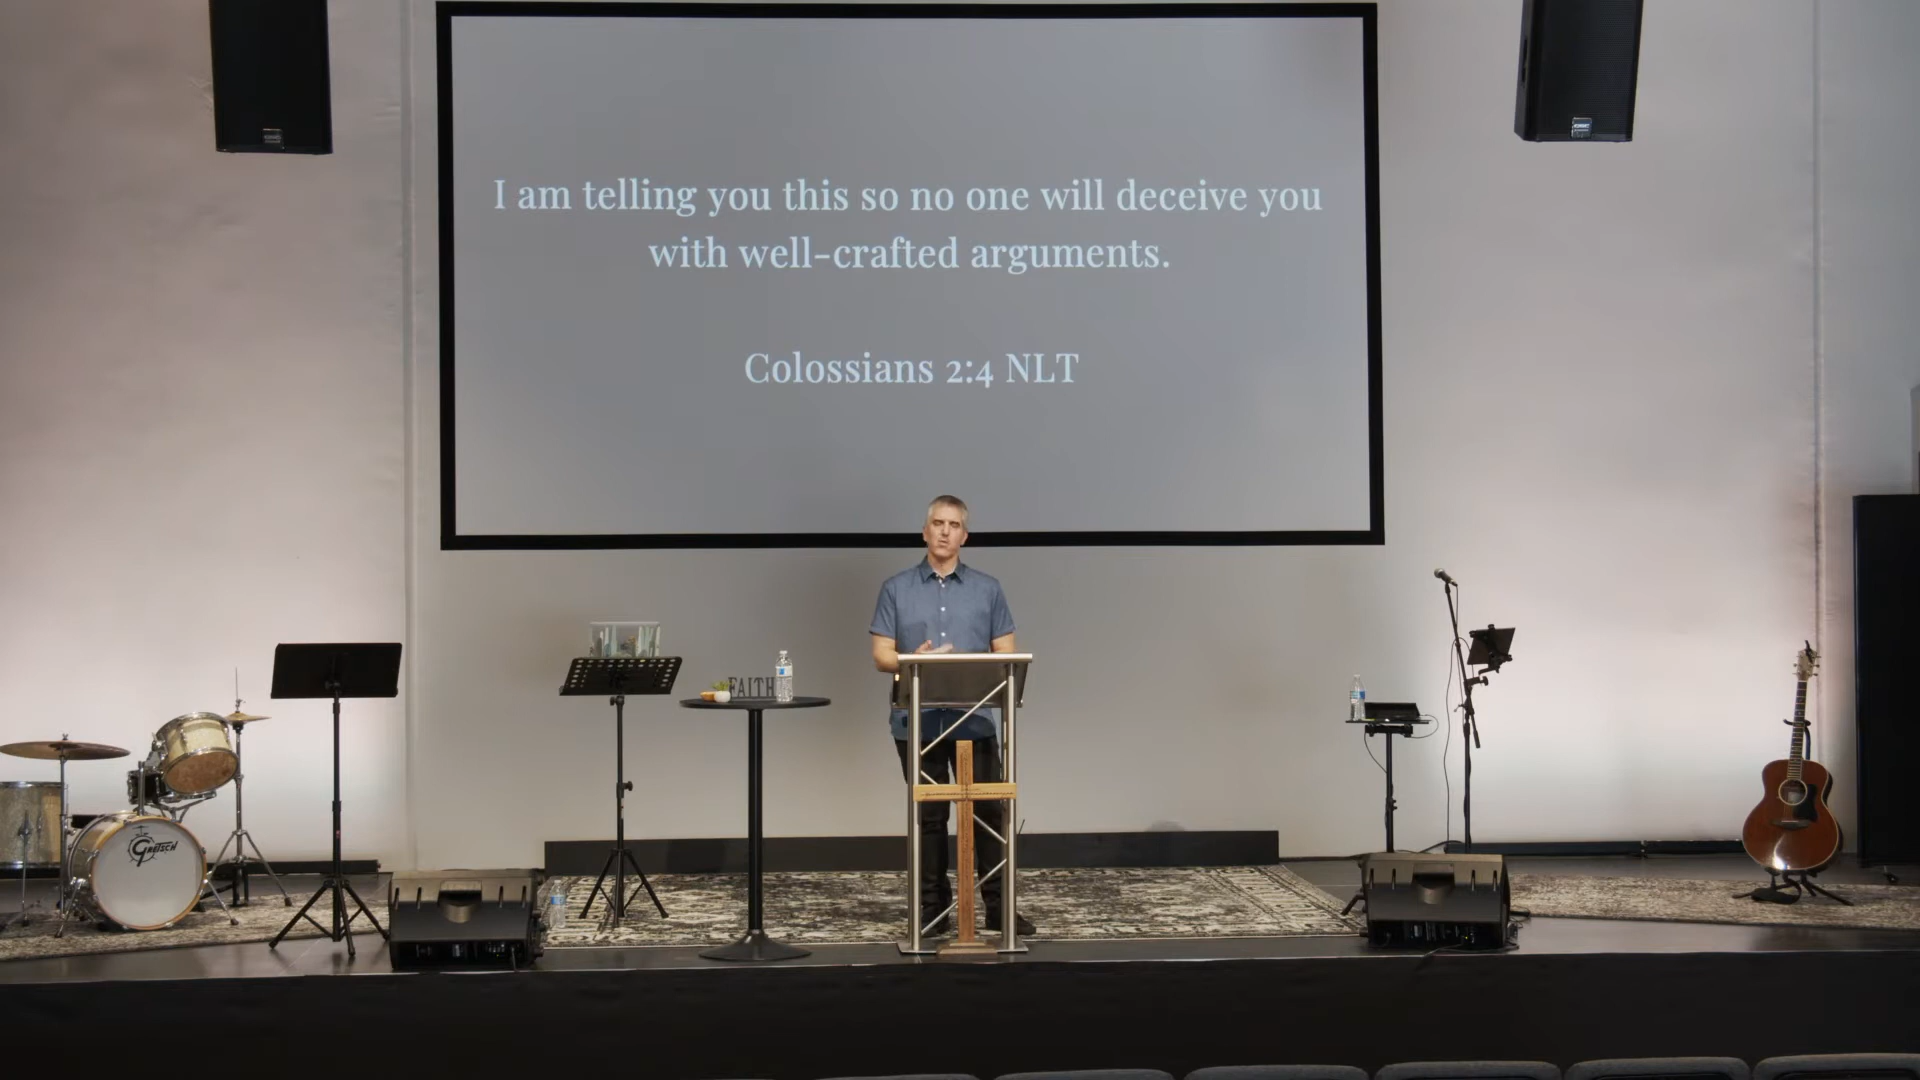 I am telling you this so no one will deceive you
with well-crafted arguments.
Colossians 2:4 NLT
FAITH
GRETSCH